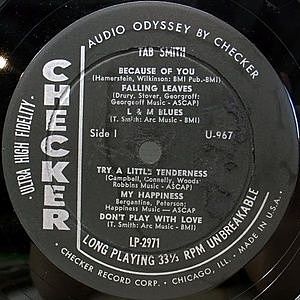 AUDIO ODYSSEY BY CHECKER
TAB SMITH
BECAUSE OF YOU
(Hamerstein, Wilkinson: BMI Pub.-BMI)
FALLING LEAVES
(Drury, Stover, Georgroff:
Georgeoff Music - ASCAP)
L & M BLUES
(T. Smith: Arc Music - BMI)
Side I
U-967
TRY A LITTLE TENDERNESS
(Campbell, Connelly, Woods:
Robbins Music - ASCAP)
MY HAPPINESS
Bergantine, Peterson:
Happiness Music — ASCAP)
DON'T PLAY WITH LOVE
(T. Smith: Arc Music - BMI)
LP-2971
LONG PLAYING 33⅓ RPM UNBREAKABLE
CHECKER
• ULTRA HIGH FIDELITY •
• CHECKER RECORD CORP. — CHICAGO, ILL. • MADE IN U.S.A. •